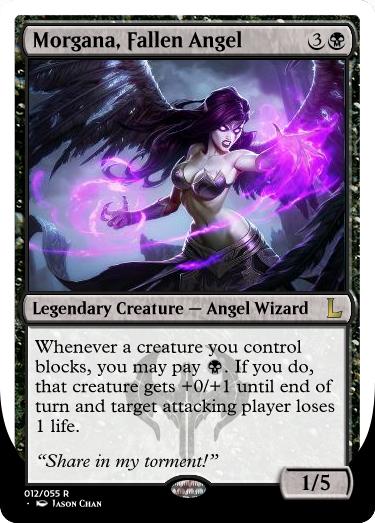 Morgana, Fallen Angel 3
Legendary Creature — Angel Wizard L
Whenever a creature you control
blocks, you may pay . If you do,
that creature gets +0/+1 until end of
turn and target attacking player loses
1 life.
“Share in my torment!”
1/5
012/055 R
· Jason Chan